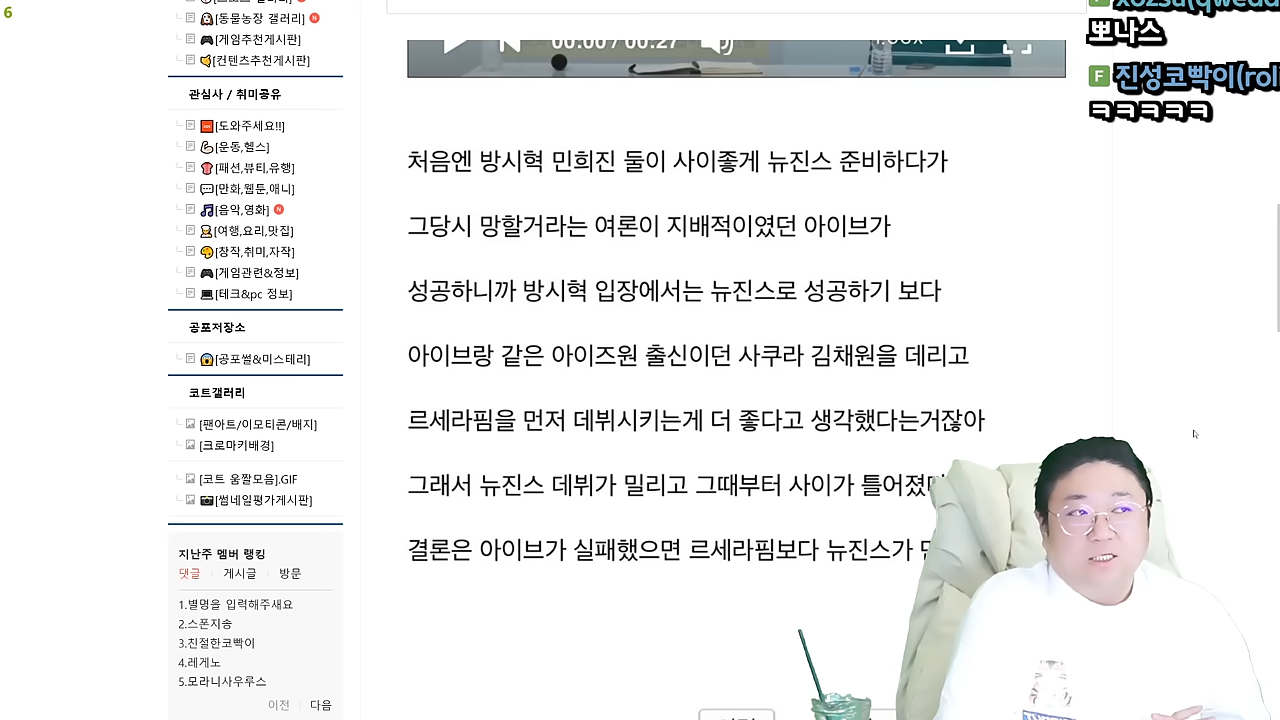 6
[동물농장 갤러리]
[게임추천게시판]
[컨텐츠추천게시판]
관심사 / 취미공유
[도와주세요!!]
[운동,헬스]
[패션,뷰티,유행]
[만화,웹툰,애니]
[음악,영화]
[여행,요리,맛집]
[창작,취미,자작]
[게임관련&정보]
[테크&pc 정보]
공포저장소
[공포썰&미스테리]
코트갤러리
[팬아트/이모티콘/배지]
[크로마키배경]
[코트 움짤모음].GIF
[썸네일평가게시판]
지난주 멤버 랭킹
댓글 게시글 방문
1.별명을 입력해주새요
2.스폰지송
3.친절한코빡이
4.레게노
5.모라니사우루스
이전 다음
00:00 / 00:27
1.00x
처음엔 방시혁 민희진 둘이 사이좋게 뉴진스 준비하다가
그당시 망할거라는 여론이 지배적이였던 아이브가
성공하니까 방시혁 입장에서는 뉴진스로 성공하기 보다
아이브랑 같은 아이즈원 출신이던 사쿠라 김채원을 데리고
르세라핌을 먼저 데뷔시키는게 더 좋다고 생각했다는거잖아
그래서 뉴진스 데뷔가 밀리고 그때부터 사이가
결론은 아이브가 실패했으면 르세라핌보다 뉴진스가
뽀나스
F 진성코빡이(rol
ㅋㅋㅋㅋㅋ